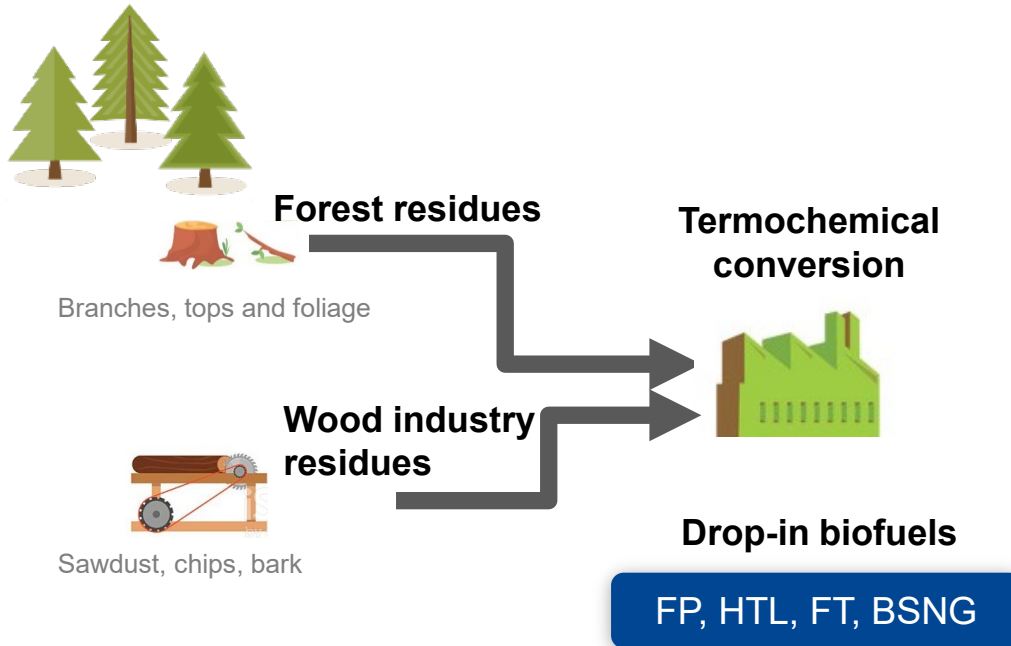 Forest residues
Branches, tops and foliage
Wood industry
residues
Sawdust, chips, bark
Termochemical
conversion
Drop-in biofuels
FP, HTL, FT, BSNG